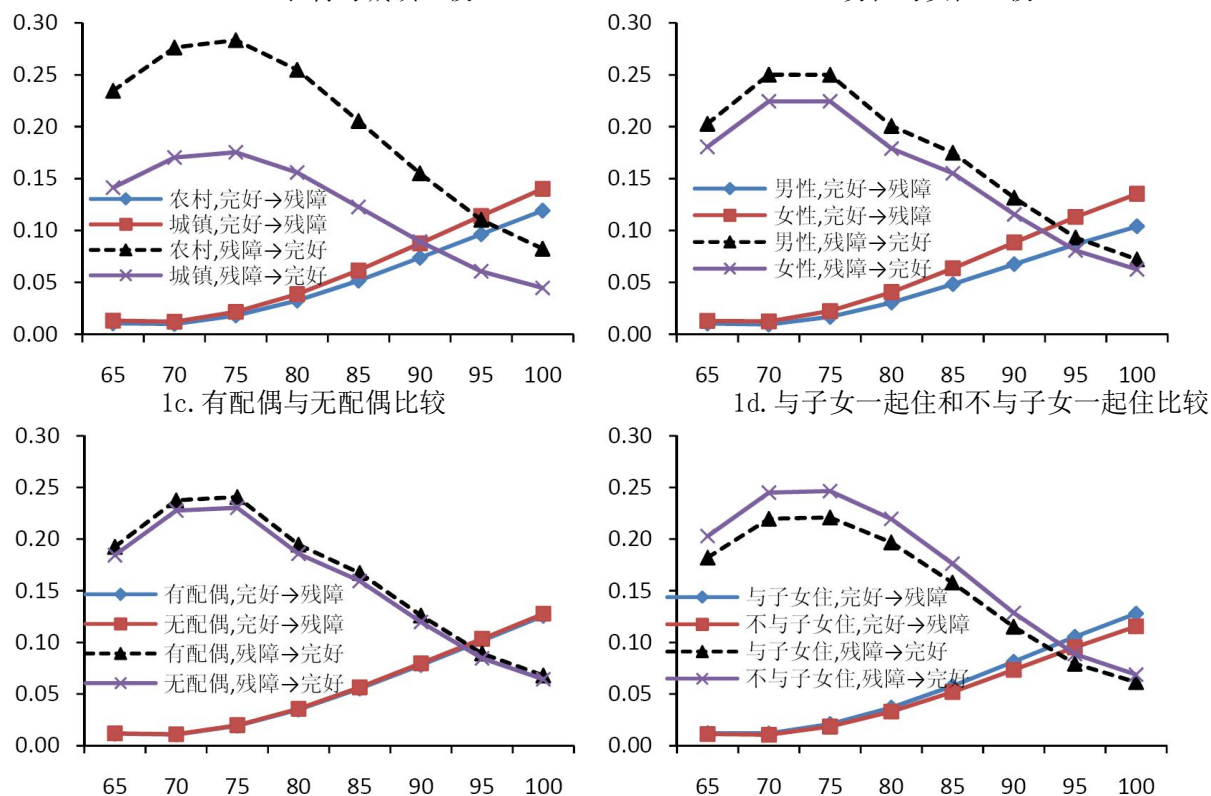 0.30
0.25
0.20
0.15
0.10
0.05
0.00
农村,完好→残障
城镇,完好→残障
农村,残障→完好
城镇,残障→完好
65 70 75 80 85 90 95 100
0.30
0.25
0.20
0.15
0.10
0.05
0.00
男性,完好→残障
女性,完好→残障
男性,残障→完好
女性,残障→完好
65 70 75 80 85 90 95 100
1c.有配偶与无配偶比较
0.30
0.25
0.20
0.15
0.10
0.05
0.00
有配偶,完好→残障
无配偶,完好→残障
有配偶,残障→完好
无配偶,残障→完好
65 70 75 80 85 90 95 100
1d.与子女一起住和不与子女一起住比较
0.30
0.25
0.20
0.15
0.10
0.05
0.00
与子女住,完好→残障
不与子女住,完好→残障
与子女住,残障→完好
不与子女住,残障→完好
65 70 75 80 85 90 95 100